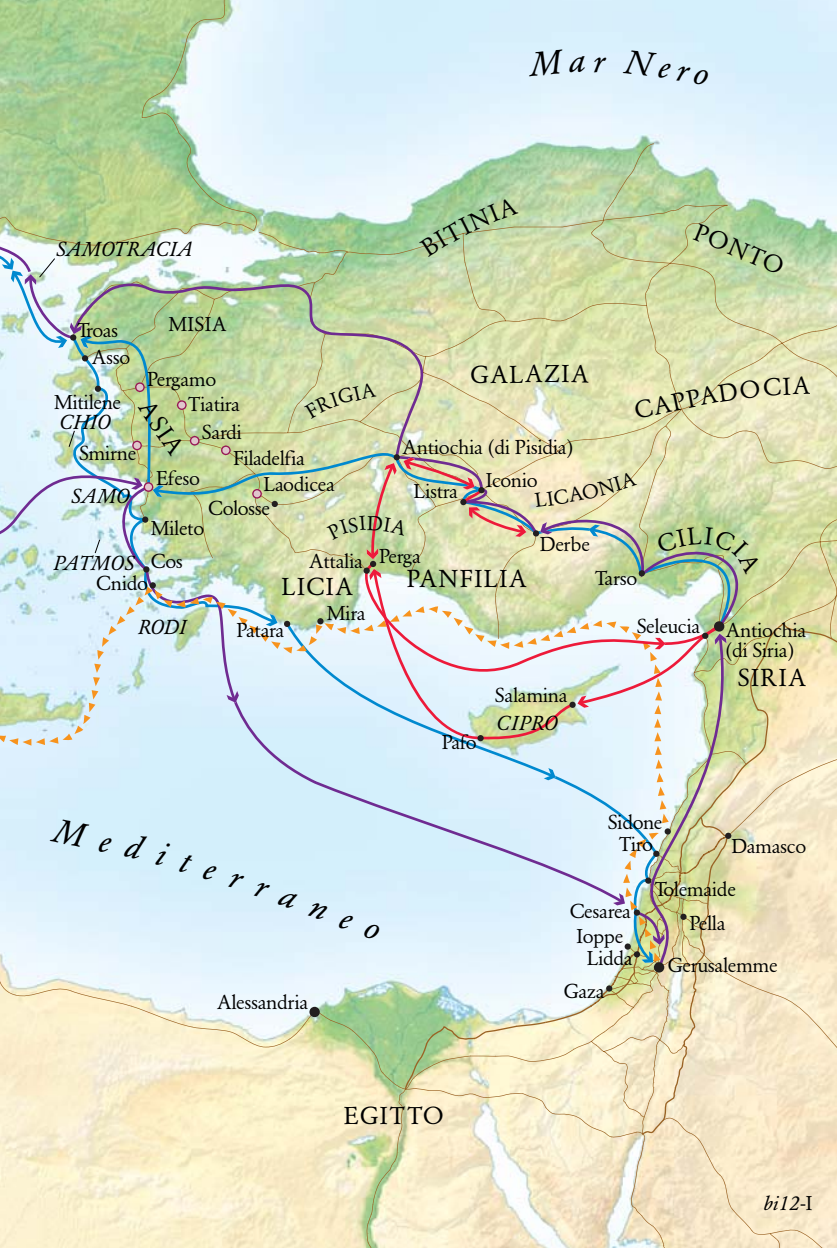 Mar Nero
BITINIA
PONTO
SAMOTRACIA
Troas
MISIA
Asso
GALAZIA
CAPPADOCIA
Pergamo
Mitilene
Tiatira
FRIGIA
CHIO
ASIA
Sardi
Smirne
Filadelfia
Antiochia (di Pisidia)
Efeso
Laodicea
Iconio
Listra
LICAONIA
SAMO
Colosse
Mileto
PISIDIA
Derbe
CILICIA
PATMOS
Cos
Attalia
Perga
Cnido
LICIA
PANFILIA
Tarso
RODI
Patara
Mira
Seleucia
Antiochia
(di Siria)
SIRIA
Salamina
CIPRO
Pafo
Mediterraneo
Sidone
Tiro
Damasco
Tolemaide
Cesarea
Pella
Ioppe
Lidda
Gerusalemme
Gaza
Alessandria
EGITTO
bi12-I